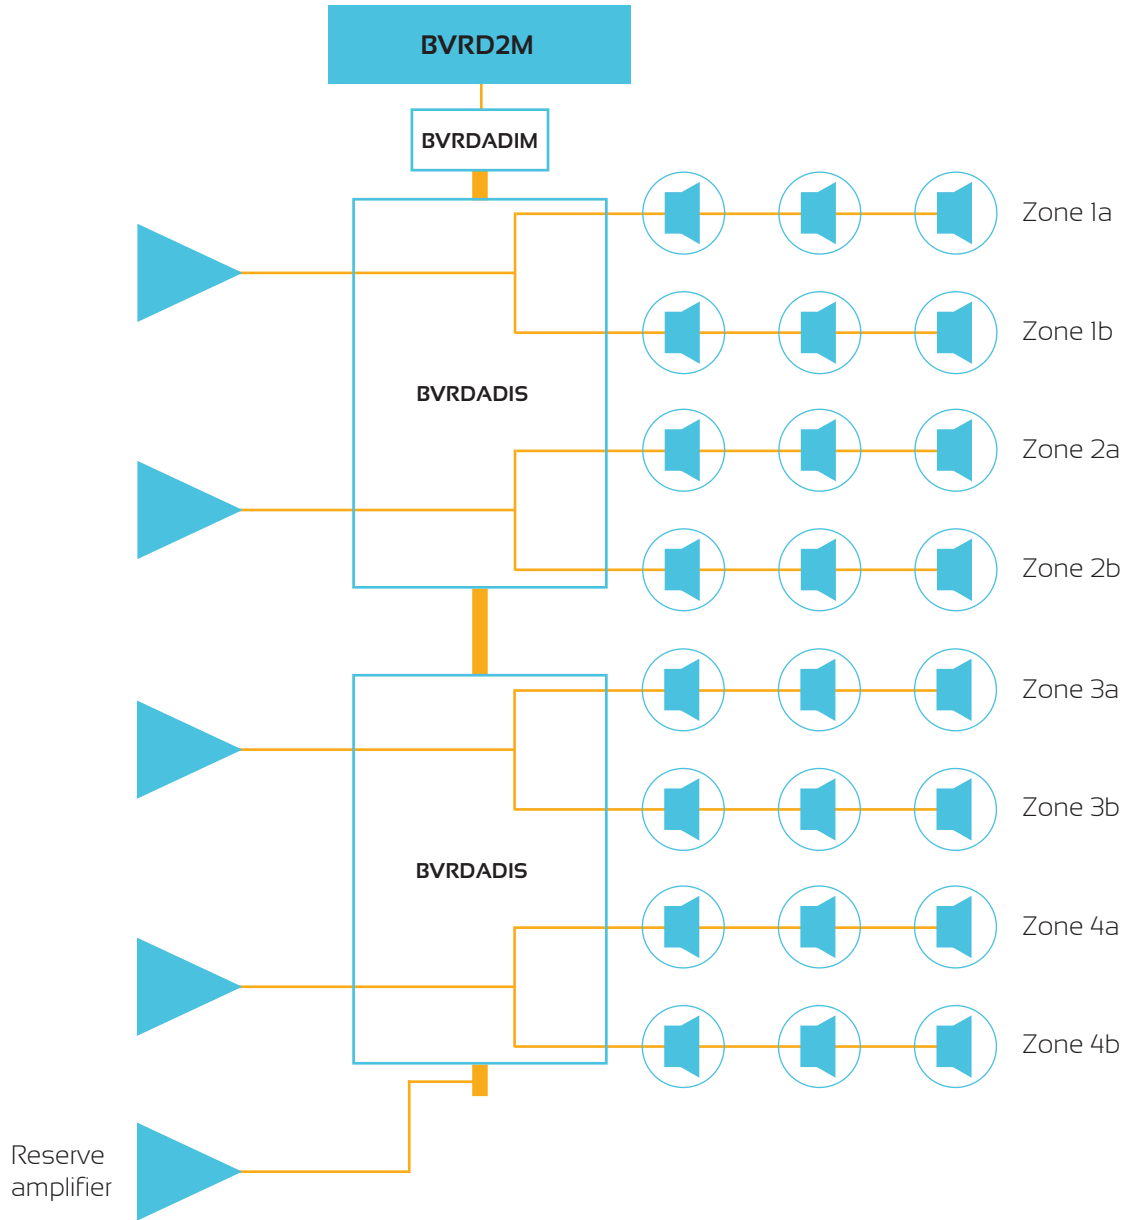 BVRD2M
BVRDADIM
Zone 1a
Zone 1b
BVRDADIS
Zone 2a
Zone 2b
Zone 3a
Zone 3b
BVRDADIS
Zone 4a
Zone 4b
Reserve
amplifier